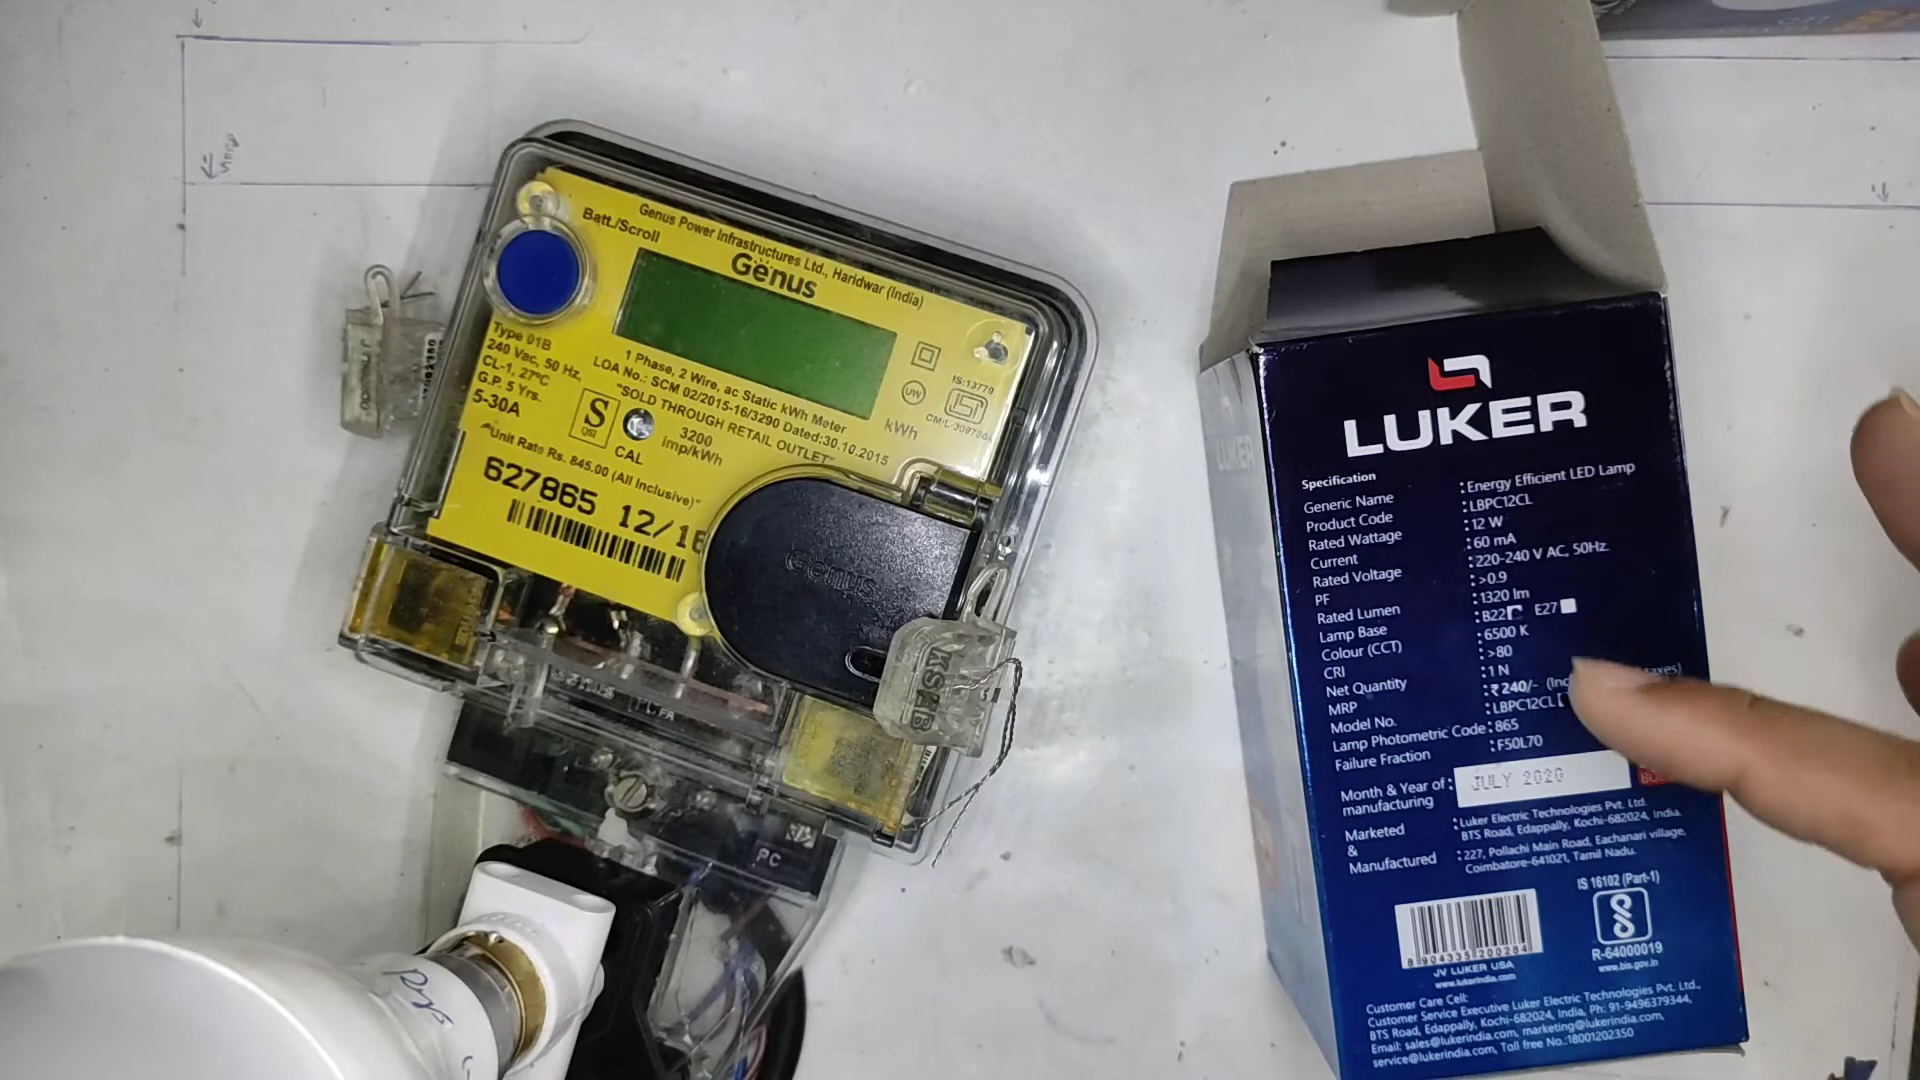 Genus Power Infrastructures Ltd., Haridwar (India)
Batt./Scroll
Genus
Type 01B
240 Vac, 50 Hz,
CL-1, 27°C
G.P. 5 Yrs.
5-30A
1 Phase, 2 Wire, ac Static kWh Meter
LOA No.: SCM 02/2015-16/3290 Dated:30.10.2015
"SOLD THROUGH RETAIL OUTLET"
kWh
UW
IS:13779
S
QSI
CAL
3200
imp/kWh
"Unit Rate Rs. 845.00 (All Inclusive)"
627865 12/1
Genus
PC
LUKER
LUKER
Specification
Generic Name : Energy Efficient LED Lamp
Product Code : LBPC12CL
Rated Wattage : 12 W
Current : 60 mA
Rated Voltage : 220-240 V AC, 50Hz.
PF : >0.9
Rated Lumen : 1320 lm
Lamp Base : B22 E27
Colour (CCT) : 6500 K
CRI : >80
Net Quantity : 1 N
MRP : ₹ 240/- (Inc taxes)
Model No. : LBPC12CL
Lamp Photometric Code : 865
Failure Fraction : F50L70
Month & Year of manufacturing : JULY 2020
Marketed & Manufactured
: Luker Electric Technologies Pvt. Ltd.
BTS Road, Edappally, Kochi-682024, India.
: 227, Pollachi Main Road, Eachanari village,
Coimbatore-641021, Tamil Nadu.
IS 16102 (Part-1)
8 904335 200284
R-64000019
www.bis.gov.in
JV LUKER USA
www.lukerindia.com
Customer Care Cell:
Customer Service Executive Luker Electric Technologies Pvt. Ltd.,
BTS Road, Edappally, Kochi-682024, India, Ph: 91-9496379344,
Email: sales@lukerindia.com, marketing@lukerindia.com,
service@lukerindia.com, Toll free No.:18001202350